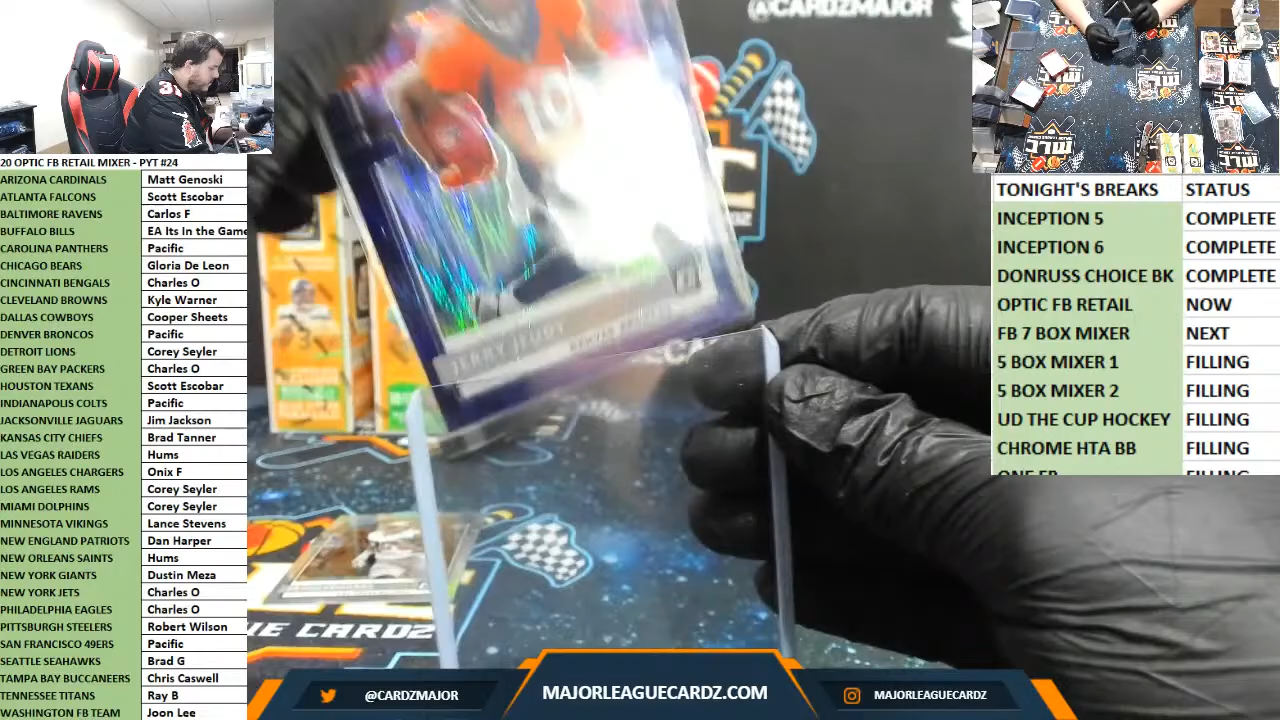 @CARDZMAJOR
20 OPTIC FB RETAIL MIXER - PYT #24
ARIZONA CARDINALS Matt Genoski
ATLANTA FALCONS Scott Escobar
BALTIMORE RAVENS Carlos F
BUFFALO BILLS EA Its In the Game
CAROLINA PANTHERS Pacific
CHICAGO BEARS Gloria De Leon
CINCINNATI BENGALS Charles O
CLEVELAND BROWNS Kyle Warner
DALLAS COWBOYS Cooper Sheets
DENVER BRONCOS Pacific
DETROIT LIONS Corey Seyler
GREEN BAY PACKERS Charles O
HOUSTON TEXANS Scott Escobar
INDIANAPOLIS COLTS Pacific
JACKSONVILLE JAGUARS Jim Jackson
KANSAS CITY CHIEFS Brad Tanner
LAS VEGAS RAIDERS Hums
LOS ANGELES CHARGERS Onix F
LOS ANGELES RAMS Corey Seyler
MIAMI DOLPHINS Corey Seyler
MINNESOTA VIKINGS Lance Stevens
NEW ENGLAND PATRIOTS Dan Harper
NEW ORLEANS SAINTS Hums
NEW YORK GIANTS Dustin Meza
NEW YORK JETS Charles O
PHILADELPHIA EAGLES Charles O
PITTSBURGH STEELERS Robert Wilson
SAN FRANCISCO 49ERS Pacific
SEATTLE SEAHAWKS Brad G
TAMPA BAY BUCCANEERS Chris Caswell
TENNESSEE TITANS Ray B
WASHINGTON FB TEAM Joon Lee
TONIGHT'S BREAKS STATUS
INCEPTION 5 COMPLETE
INCEPTION 6 COMPLETE
DONRUSS CHOICE BK COMPLETE
OPTIC FB RETAIL NOW
FB 7 BOX MIXER NEXT
5 BOX MIXER 1 FILLING
5 BOX MIXER 2 FILLING
UD THE CUP HOCKEY FILLING
CHROME HTA BB FILLING
ONE FB FILLING
JERRY JEUDY
DENVER BRONCOS
CARDZ
@CARDZMAJOR
MAJORLEAGUECARDZ.COM
MAJORLEAGUECARDZ